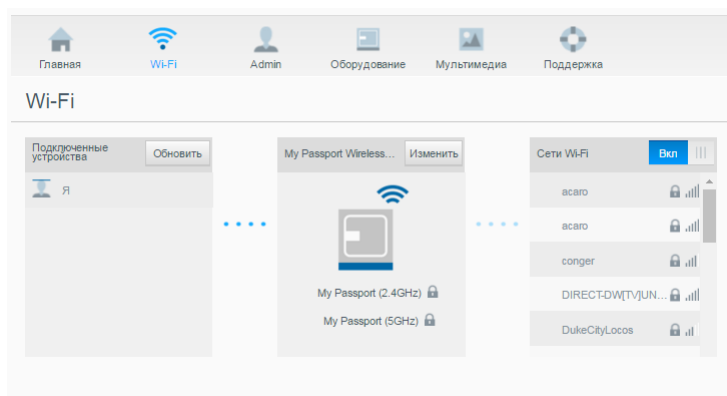 Главная
Wi-Fi
Admin
Оборудование
Мультимедиа
Поддержка
Wi-Fi
Подключенные
устройства
Обновить
Я
My Passport Wireless...
Изменить
My Passport (2.4GHz)
My Passport (5GHz)
Сети Wi-Fi
Вкл
acaro
acaro
conger
DIRECT-DW[TV]UN...
DukeCityLocos